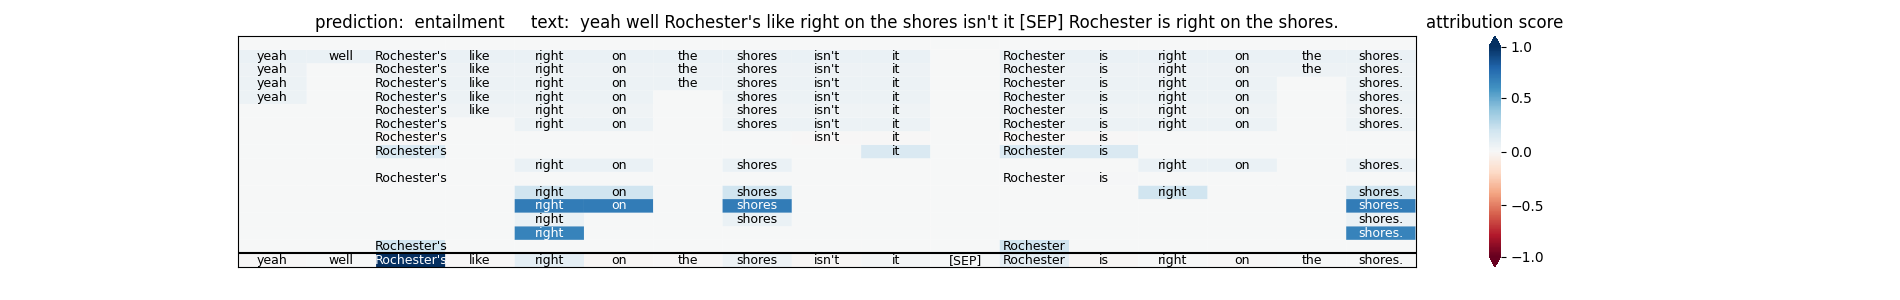 prediction:  entailment     text:  yeah well Rochester's like right on the shores isn't it [SEP] Rochester is right on the shores.
attribution score
yeah well Rochester's like right on the shores isn't it Rochester is right on the shores.
yeah Rochester's like right on the shores isn't it Rochester is right on the shores.
yeah Rochester's like right on the shores isn't it Rochester is right on shores.
yeah Rochester's like right on shores isn't it Rochester is right on shores.
Rochester's like right on shores isn't it Rochester is right on shores.
Rochester's right on shores isn't it Rochester is right on shores.
Rochester's isn't it Rochester is
Rochester's it Rochester is
right on shores right on shores.
Rochester's Rochester is
right on shores right shores.
right on shores shores.
right shores shores.
right shores.
Rochester's Rochester
yeah well Rochester's like right on the shores isn't it [SEP] Rochester is right on the shores.
1.0
0.5
0.0
−0.5
−1.0